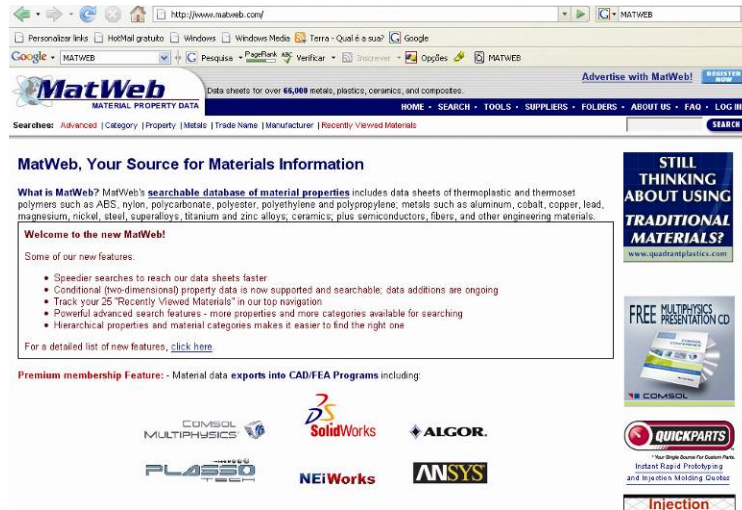 http://www.matweb.com/
MATWEB
Personalizar links HotMail gratuito Windows Windows Media Terra - Qual é a sua? Google
Google MATWEB Pesquisa PageRank ABC Verificar Inscrever Opções MATWEB
Advertise with MatWeb! REGISTER NOW
MatWeb
MATERIAL PROPERTY DATA
Data sheets for over 66,000 metals, plastics, ceramics, and composites.
HOME - SEARCH - TOOLS - SUPPLIERS - FOLDERS - ABOUT US - FAQ - LOG IN
Searches: Advanced | Category | Property | Metals | Trade Name | Manufacturer | Recently Viewed Materials
SEARCH
MatWeb, Your Source for Materials Information
What is MatWeb? MatWeb's searchable database of material properties includes data sheets of thermoplastic and thermoset
polymers such as ABS, nylon, polycarbonate, polyester, polyethylene and polypropylene; metals such as aluminum, cobalt, copper, lead,
magnesium, nickel, steel, superalloys, titanium and zinc alloys; ceramics; plus semiconductors, fibers, and other engineering materials.
Welcome to the new MatWeb!
Some of our new features:
• Speedier searches to reach our data sheets faster
• Conditional (two-dimensional) property data is now supported and searchable; data additions are ongoing
• Track your 25 "Recently Viewed Materials" in our top navigation
• Powerful advanced search features - more properties and more categories available for searching
• Hierarchical properties and material categories makes it easier to find the right one
For a detailed list of new features, click here.
Premium membership Feature: - Material data exports into CAD/FEA Programs including:
COMSOL
MULTIPHYSICS
SolidWorks
ALGOR.
PLASSO
TECH
NEiWorks
ANSYS
STILL
THINKING
ABOUT USING
TRADITIONAL
MATERIALS?
www.quadrantplastics.com
FREE MULTIPHYSICS
PRESENTATION CD
COMSOL
QUICKPARTS
"Your Single Source For Custom Parts.
Instant Rapid Prototyping
and Injection Molding Quotes
Injection